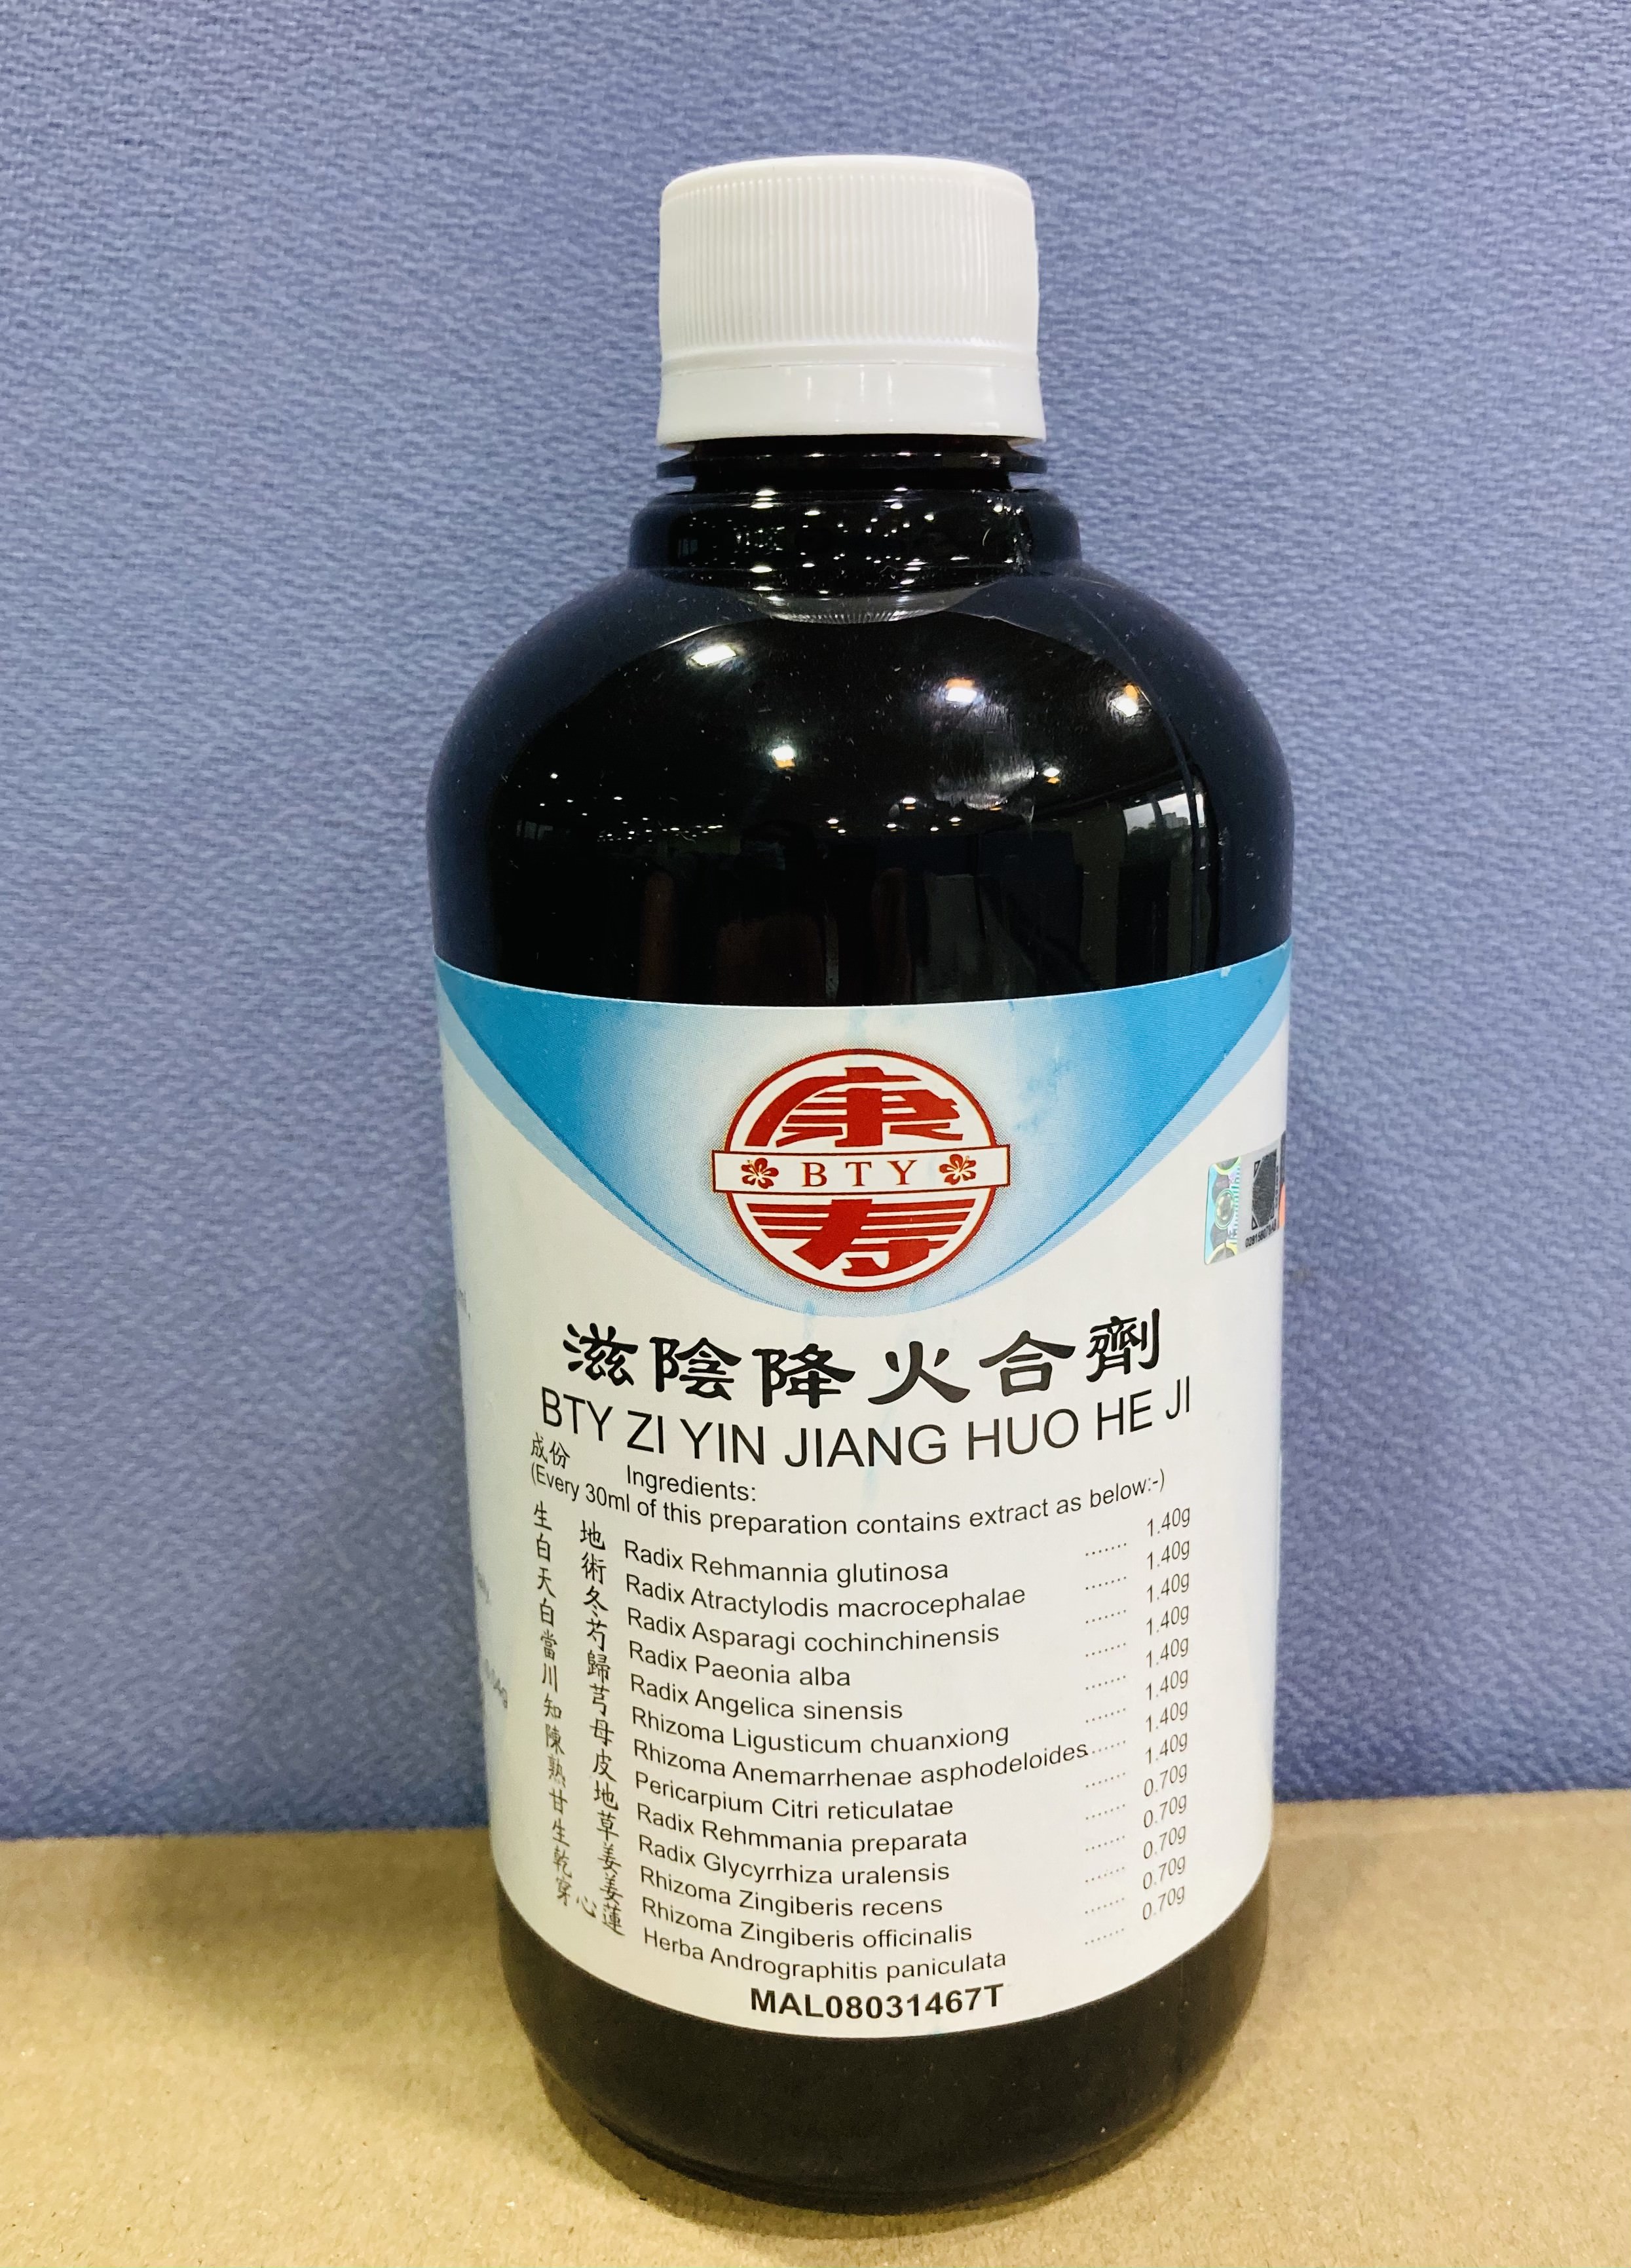 康
BTY
寿
滋陰降火合劑
BTY ZI YIN JIANG HUO HE JI
成份 Ingredients:
(Every 30ml of this preparation contains extract as below:-)
生地 Radix Rehmannia glutinosa ....... 1.40g
白術 Radix Atractylodis macrocephalae ....... 1.40g
天冬 Radix Asparagi cochinchinensis ....... 1.40g
白芍 Radix Paeonia alba ....... 1.40g
當歸 Radix Angelica sinensis ....... 1.40g
川芎 Rhizoma Ligusticum chuanxiong ....... 1.40g
知母 Rhizoma Anemarrhenae asphodeloides ....... 1.40g
陳皮 Pericarpium Citri reticulatae ....... 1.40g
熟地 Radix Rehmmania preparata ....... 0.70g
甘草 Radix Glycyrrhiza uralensis ....... 0.70g
生姜 Rhizoma Zingiberis recens ....... 0.70g
乾姜 Rhizoma Zingiberis officinalis ....... 0.70g
穿心蓮 Herba Andrographitis paniculata ....... 0.70g
MAL08031467T